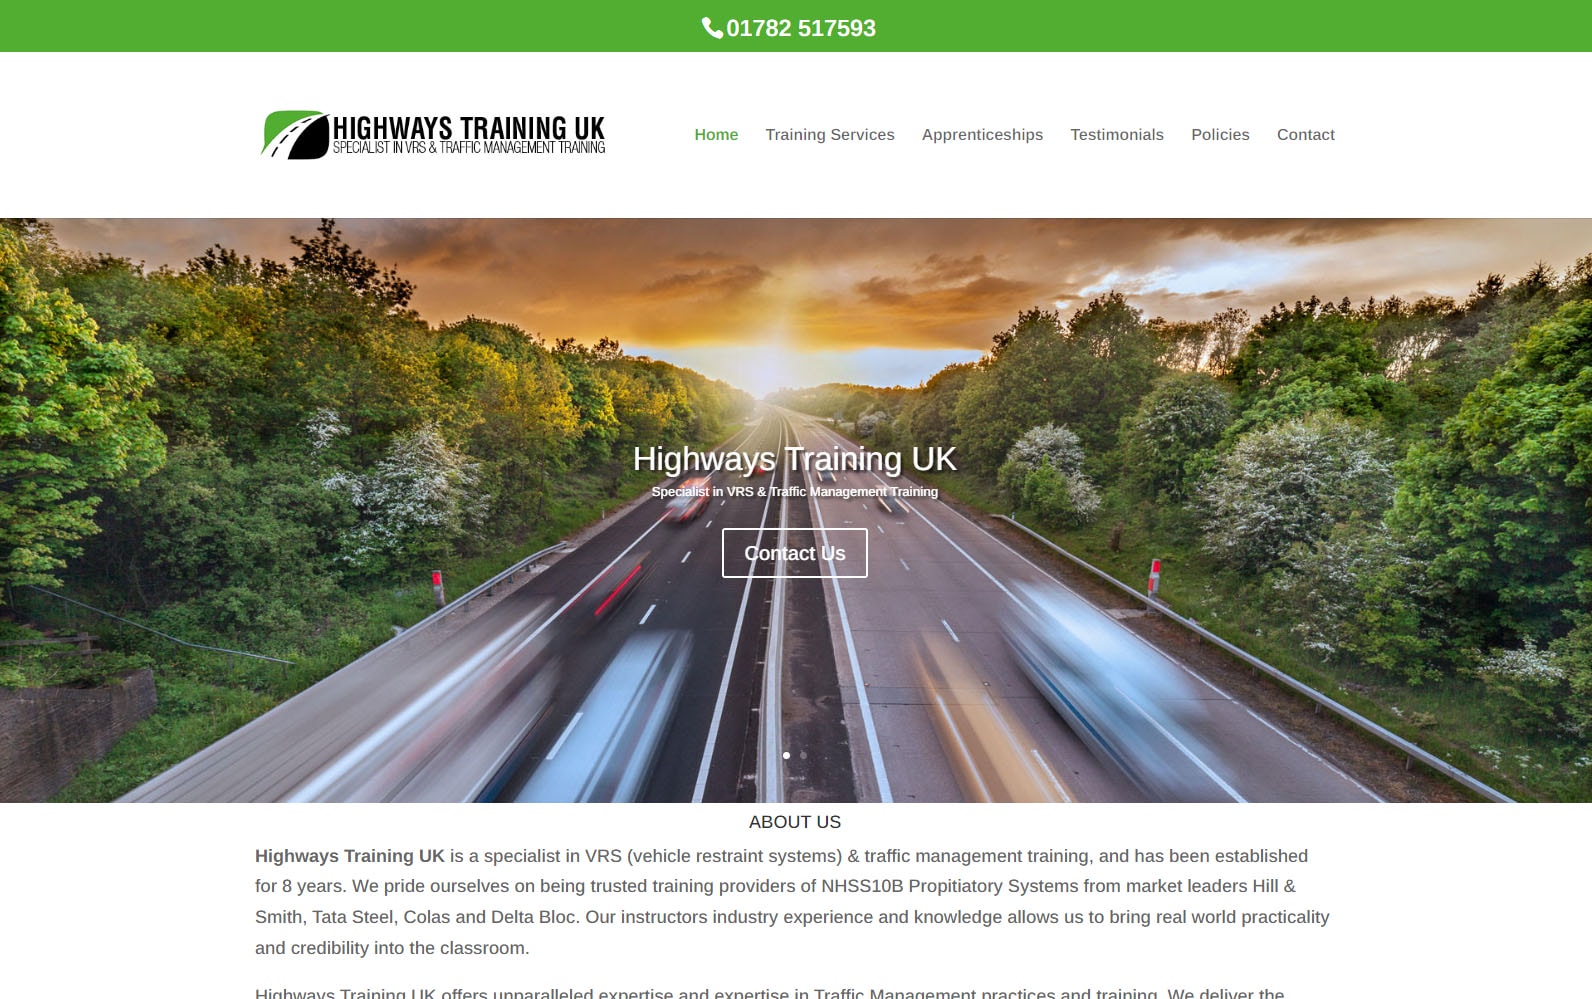 01782 517593
HIGHWAYS TRAINING UK
SPECIALIST IN VRS & TRAFFIC MANAGEMENT TRAINING
Home Training Services Apprenticeships Testimonials Policies Contact
Highways Training UK
Specialist in VRS & Traffic Management Training
Contact Us
ABOUT US
Highways Training UK is a specialist in VRS (vehicle restraint systems) & traffic management training, and has been established
for 8 years. We pride ourselves on being trusted training providers of NHSS10B Propitiatory Systems from market leaders Hill &
Smith, Tata Steel, Colas and Delta Bloc. Our instructors industry experience and knowledge allows us to bring real world practicality
and credibility into the classroom.
Highways Training UK offers unparalleled expertise and expertise in Traffic Management practices and training. We deliver the